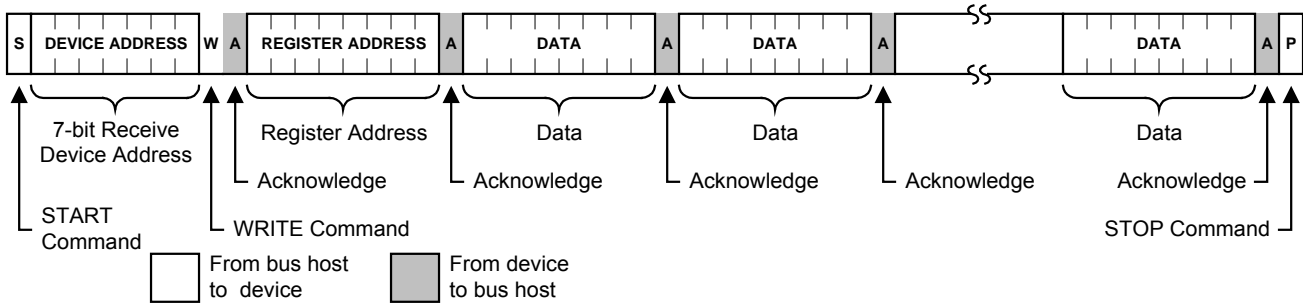 S DEVICE ADDRESS W A REGISTER ADDRESS A DATA A DATA A DATA A P
7-bit Receive
Device Address
Register Address
Data
Data
Data
Acknowledge
Acknowledge
Acknowledge
Acknowledge
Acknowledge
START
Command
WRITE Command
STOP Command
From bus host
to device
From device
to bus host